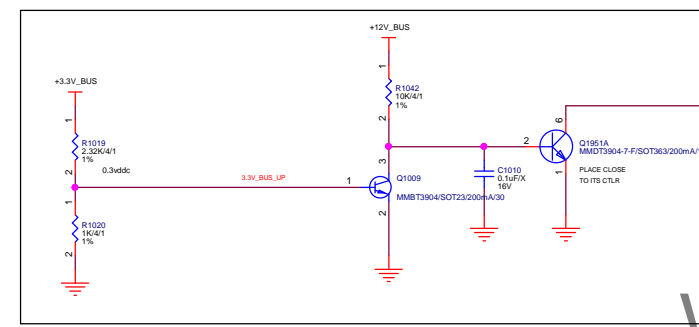 +12V_BUS
+3.3V_BUS
1
R1042
10K/4/1
1%
2
1
R1019
2.32K/4/1
1%
2
0.3vddc
3
2
6
Q1951A
MMDT3904-7-F/SOT363/200mA/
1
PLACE CLOSE
TO ITS CTLR
C1010
0.1uF/X
16V
3.3V_BUS_UP
1
Q1009
MMBT3904/SOT23/200mA/30
2
1
R1020
1K/4/1
1%
2